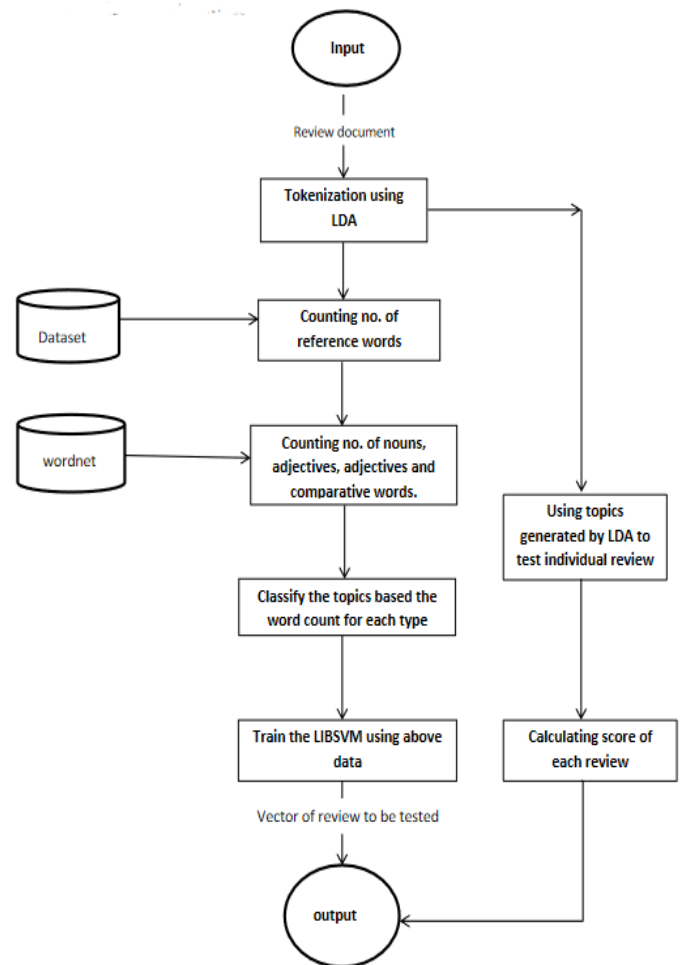 Input
Review document
Tokenization using
LDA
Counting no. of
reference words
Dataset
Counting no. of nouns,
adjectives, adjectives and
comparative words.
wordnet
Using topics
generated by LDA to
test individual review
Classify the topics based the
word count for each type
Train the LIBSVM using above
data
Calculating score of
each review
Vector of review to be tested
output